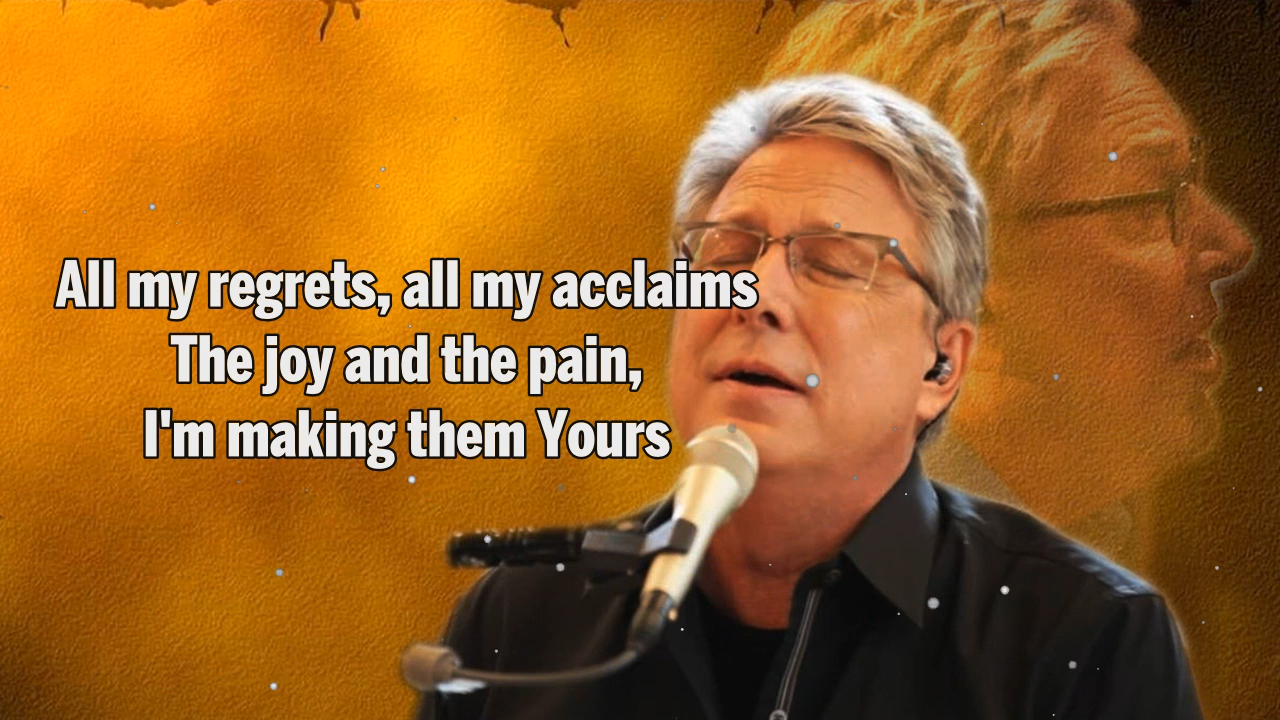 All my regrets, all my acclaims
The joy and the pain,
I'm making them Yours